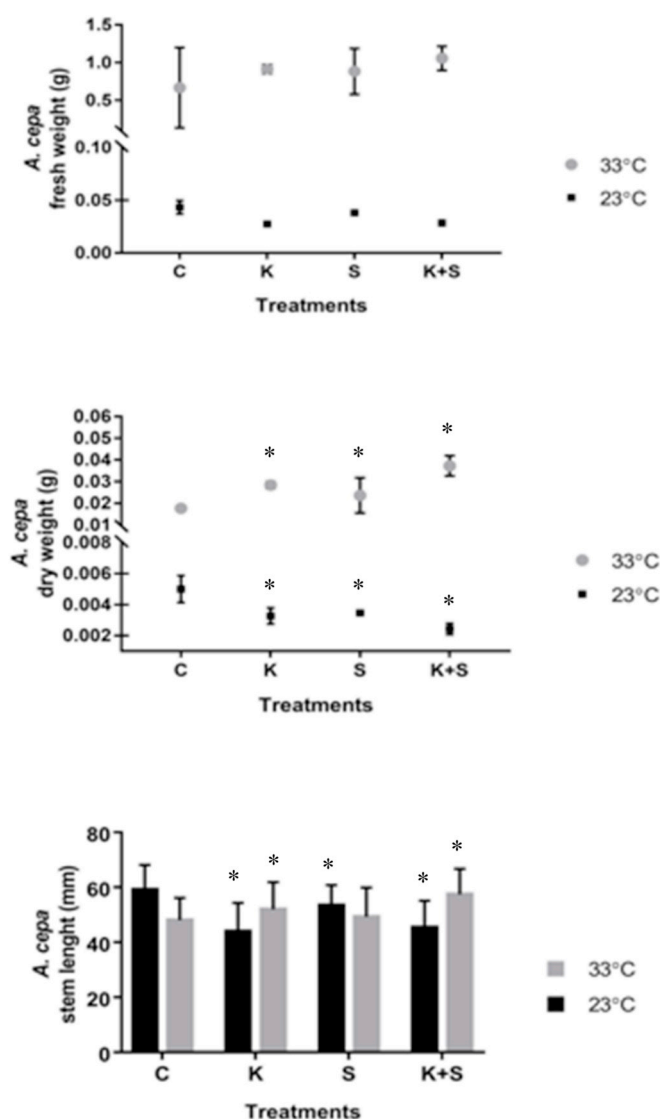 A. cepa
fresh weight (g)
1.5
1.0
0.5
0.10
0.05
0.00
C K S K+S
Treatments
33°C
23°C
A. cepa
dry weight (g)
0.06
0.05
0.04
0.03
0.02
0.01
0.008
0.006
0.004
0.002
* * *
* * *
C K S K+S
Treatments
33°C
23°C
A. cepa
stem lenght (mm)
80
60
40
20
0
* * * * *
C K S K+S
Treatments
33°C
23°C